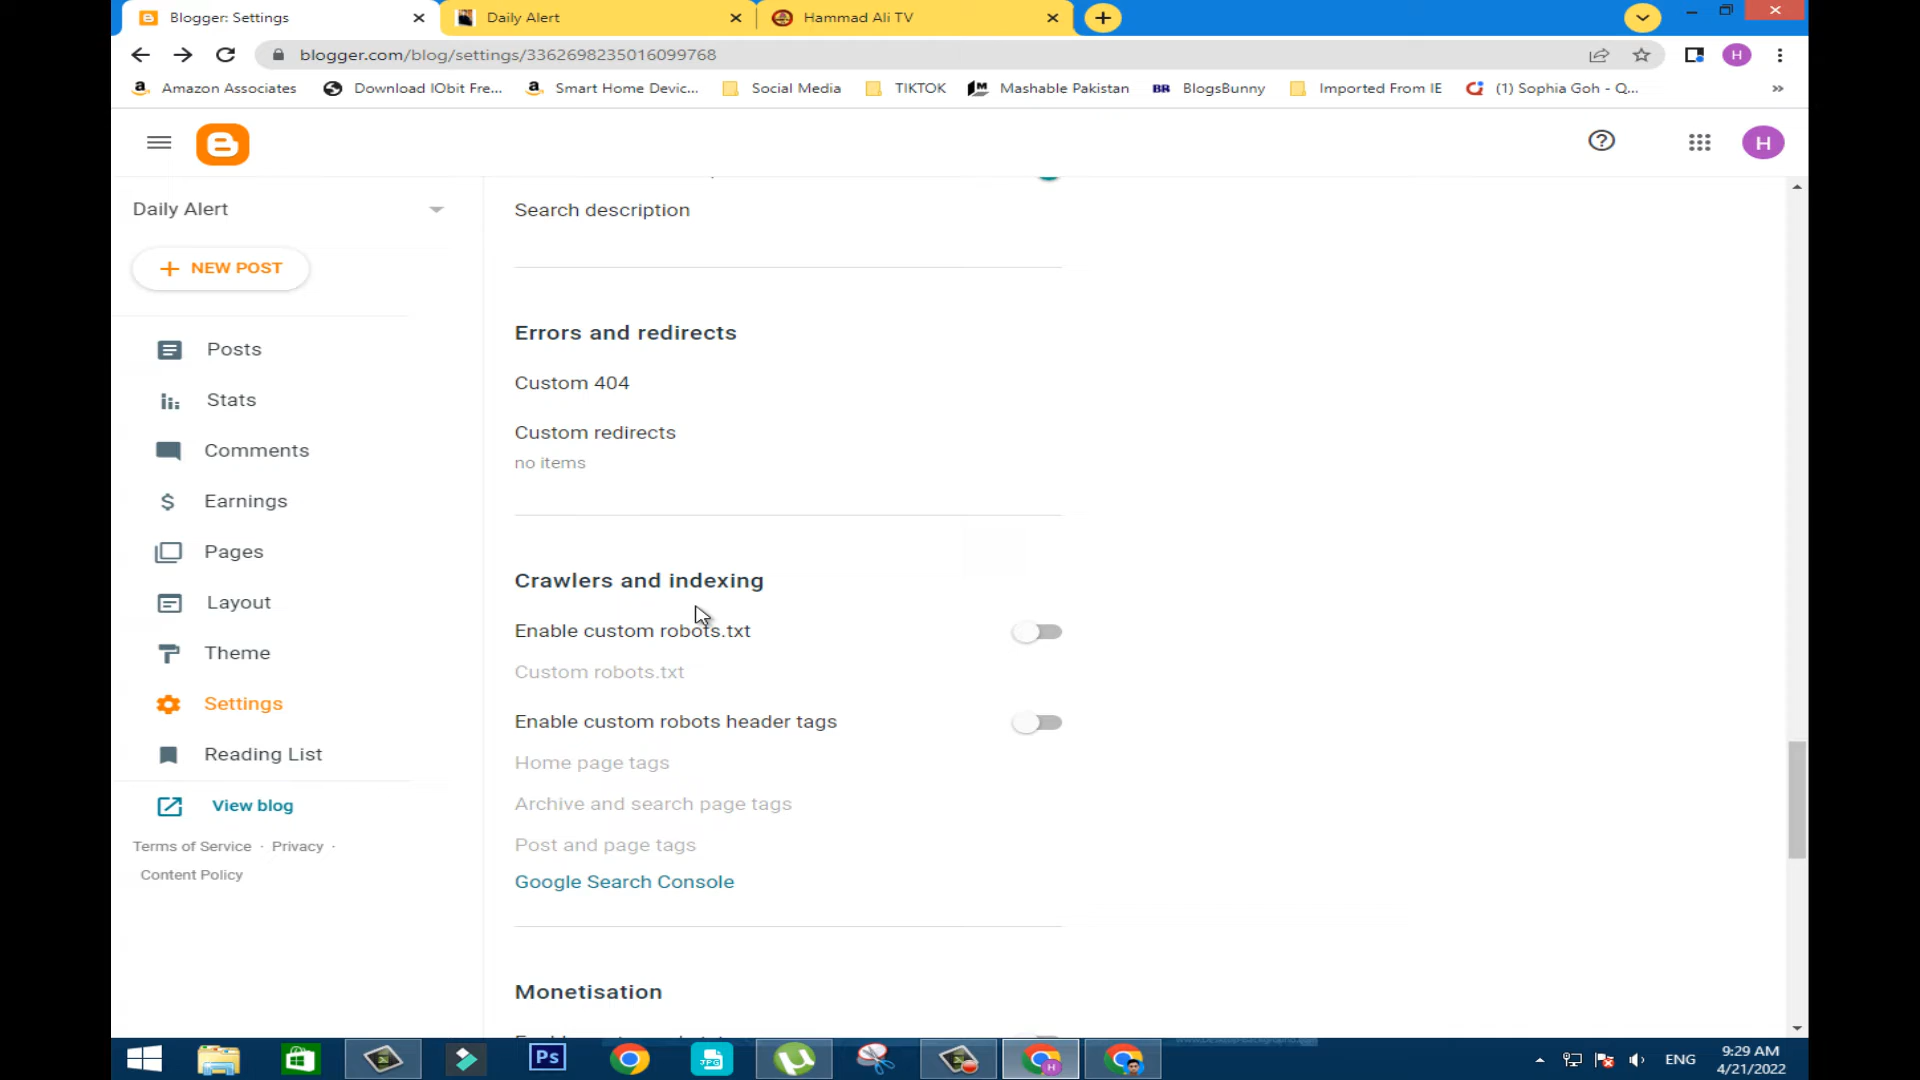 Blogger: Settings
Daily Alert
Hammad Ali TV
blogger.com/blog/settings/3362698235016099768
H
Amazon Associates
Download IObit Fre...
Smart Home Devic...
Social Media
TIKTOK
Mashable Pakistan
BR BlogsBunny
Imported From IE
(1) Sophia Goh - Q...
»
H
Daily Alert
NEW POST
Posts
Stats
Comments
Earnings
Pages
Layout
Theme
Settings
Reading List
View blog
Terms of Service · Privacy ·
Content Policy
Search description
Errors and redirects
Custom 404
Custom redirects
no items
Crawlers and indexing
Enable custom robots.txt
Custom robots.txt
Enable custom robots header tags
Home page tags
Archive and search page tags
Post and page tags
Google Search Console
Monetisation
Ps
JPG
H
ENG
9:29 AM
4/21/2022